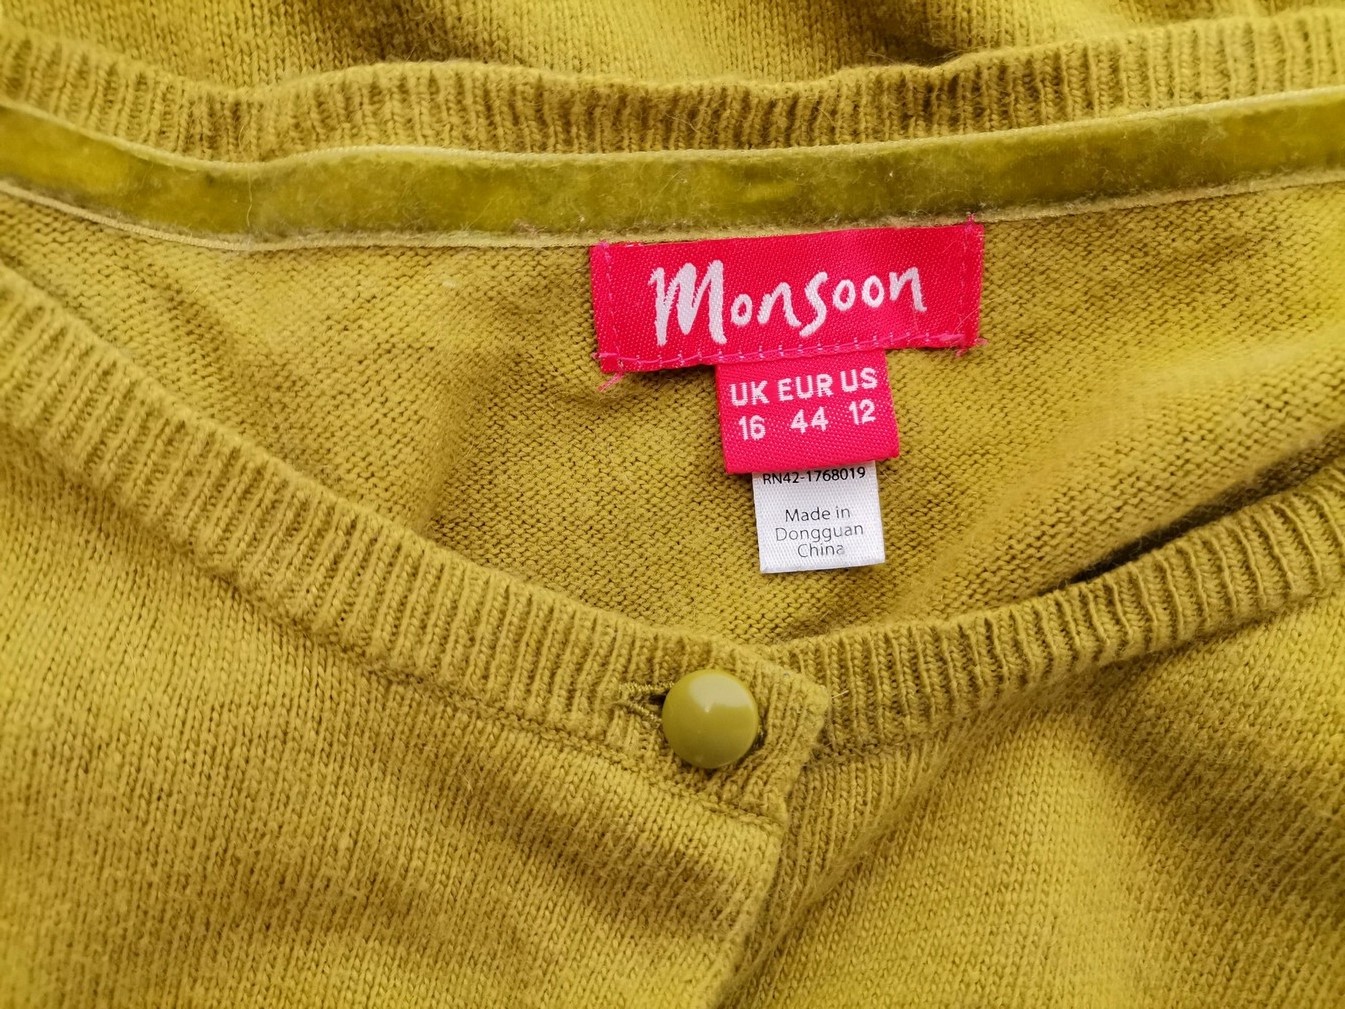 Monsoon
UK EUR US
16 44 12
RN42-1768019
Made in
Dongguan
China